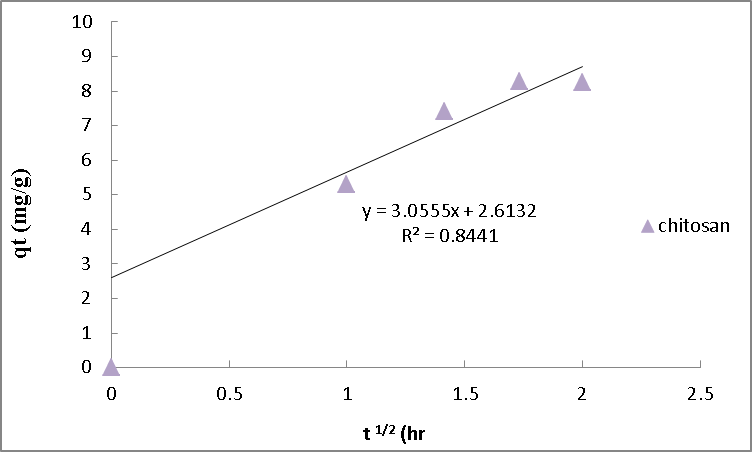 10
9
8
7
6
5
4
3
2
1
0
qt (mg/g)
y = 3.0555x + 2.6132
R² = 0.8441
chitosan
0 0.5 1 1.5 2 2.5
t ^1/2 (hr